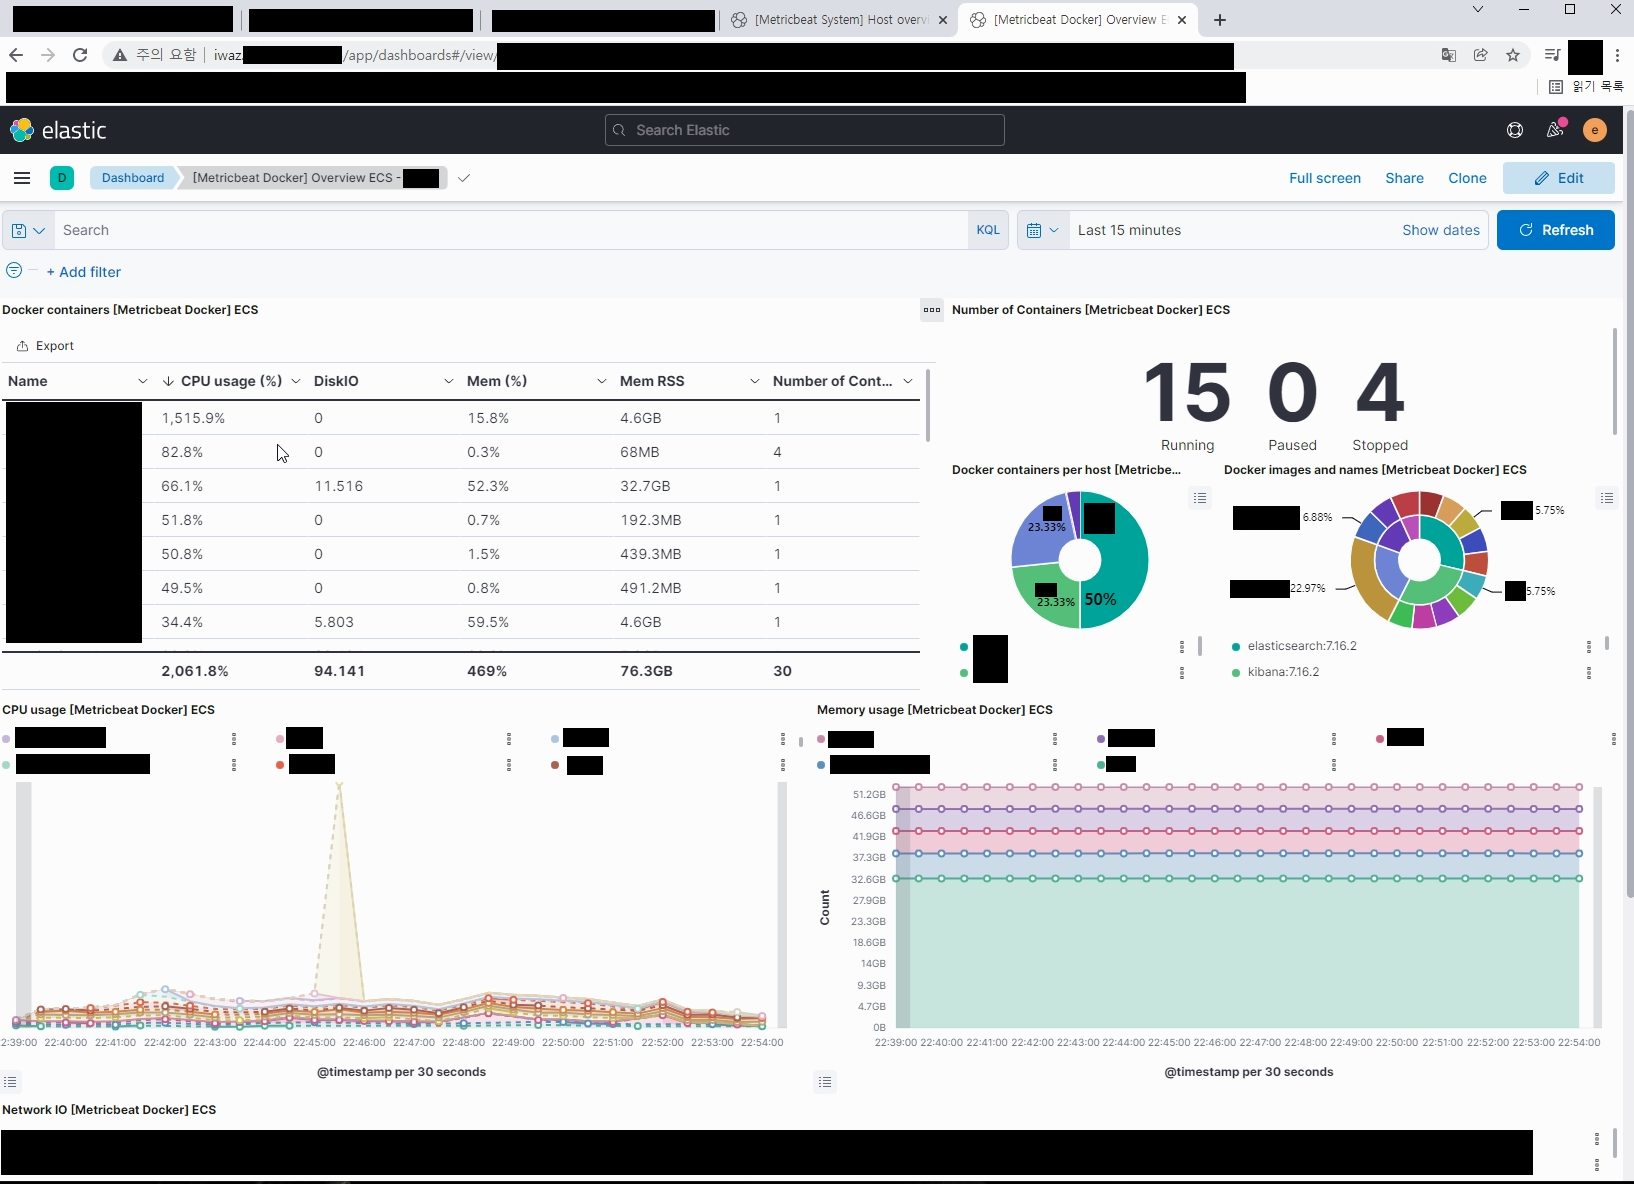 [Metricbeat System] Host overvi
[Metricbeat Docker] Overview E
주의 요함
iwaz.
/app/dashboards#/view/
읽기 목록
elastic
Search Elastic
e
D
Dashboard
[Metricbeat Docker] Overview ECS -
Full screen
Share
Clone
Edit
Search
KQL
Last 15 minutes
Show dates
Refresh
+ Add filter
Docker containers [Metricbeat Docker] ECS
Export
Name CPU usage (%) DiskIO Mem (%) Mem RSS Number of Cont...
1,515.9% 0 15.8% 4.6GB 1
82.8% 0 0.3% 68MB 4
66.1% 11.516 52.3% 32.7GB 1
51.8% 0 0.7% 192.3MB 1
50.8% 0 1.5% 439.3MB 1
49.5% 0 0.8% 491.2MB 1
34.4% 5.803 59.5% 4.6GB 1
2,061.8% 94.141 469% 76.3GB 30
Number of Containers [Metricbeat Docker] ECS
15 0 4
Running Paused Stopped
Docker containers per host [Metricbe...
23.33%
23.33%
50%
Docker images and names [Metricbeat Docker] ECS
6.88%
5.75%
22.97%
5.75%
elasticsearch:7.16.2
kibana:7.16.2
CPU usage [Metricbeat Docker] ECS
2:39:00 22:40:00 22:41:00 22:42:00 22:43:00 22:44:00 22:45:00 22:46:00 22:47:00 22:48:00 22:49:00 22:50:00 22:51:00 22:52:00 22:53:00 22:54:00
@timestamp per 30 seconds
Memory usage [Metricbeat Docker] ECS
51.2GB
46.6GB
41.9GB
37.3GB
32.6GB
27.9GB
23.3GB
18.6GB
14GB
9.3GB
4.7GB
0B
Count
22:39:00 22:40:00 22:41:00 22:42:00 22:43:00 22:44:00 22:45:00 22:46:00 22:47:00 22:48:00 22:49:00 22:50:00 22:51:00 22:52:00 22:53:00 22:54:00
@timestamp per 30 seconds
Network IO [Metricbeat Docker] ECS